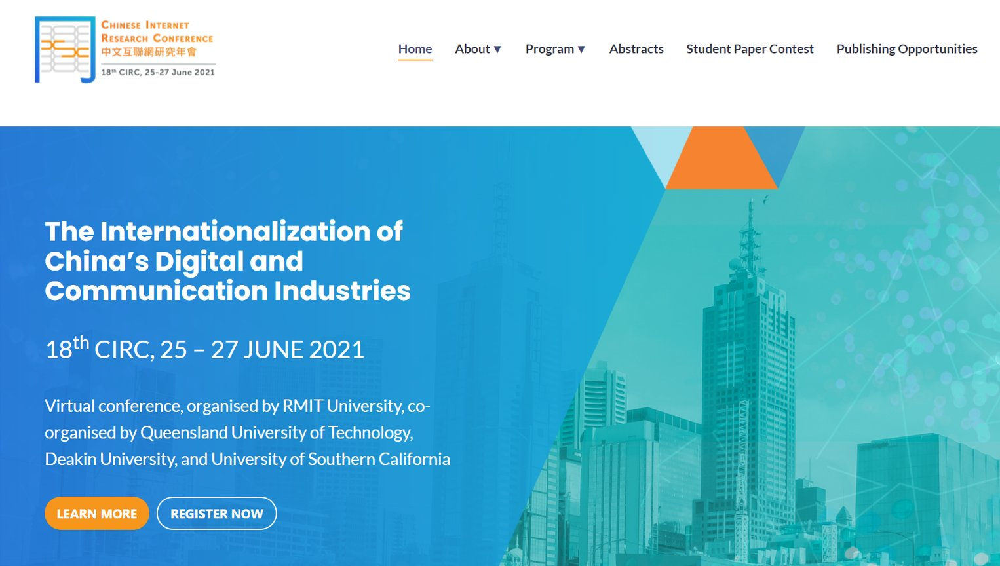 CHINESE INTERNET
RESEARCH CONFERENCE
中文互聯網研究年會
18th CIRC, 25-27 June 2021
Home About ▼ Program ▼ Abstracts Student Paper Contest Publishing Opportunities
The Internationalization of
China’s Digital and
Communication Industries
18th CIRC, 25 – 27 JUNE 2021
Virtual conference, organised by RMIT University, co-
organised by Queensland University of Technology,
Deakin University, and University of Southern California
LEARN MORE REGISTER NOW